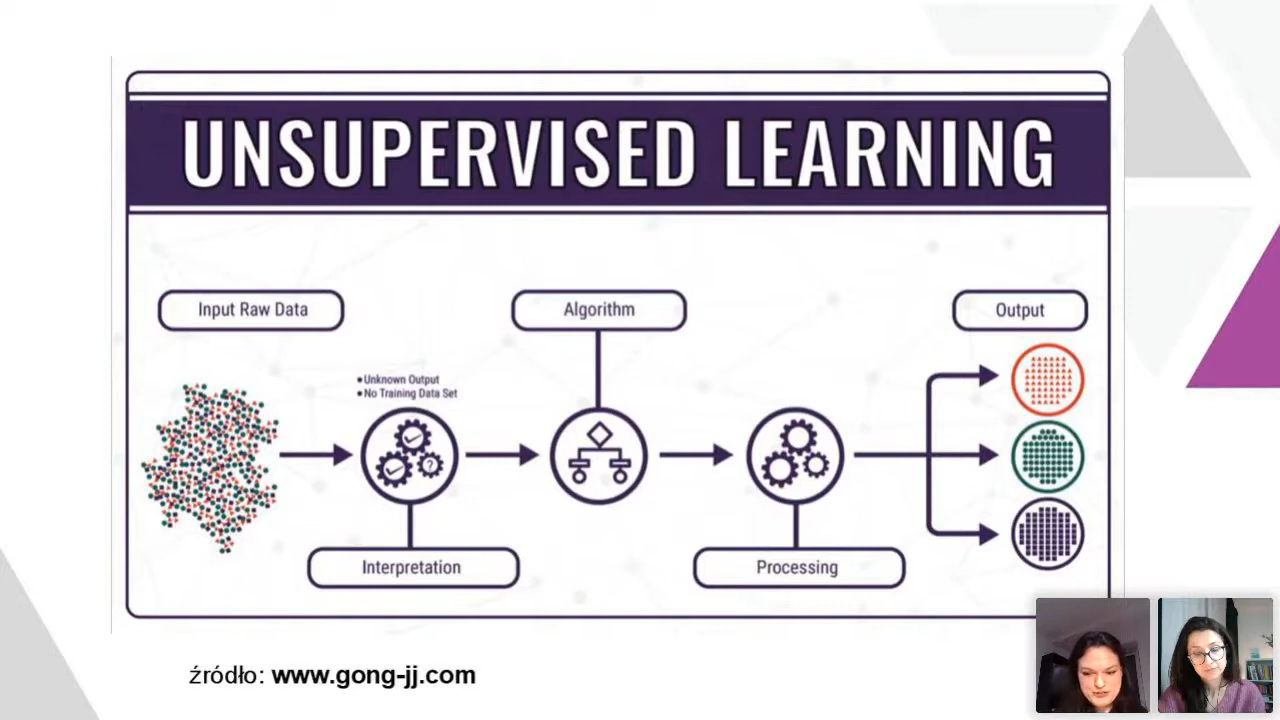 UNSUPERVISED LEARNING
Input Raw Data
Algorithm
Output
•Unknown Output
•No Training Data Set
?
Interpretation
Processing
źródło: www.gong-jj.com